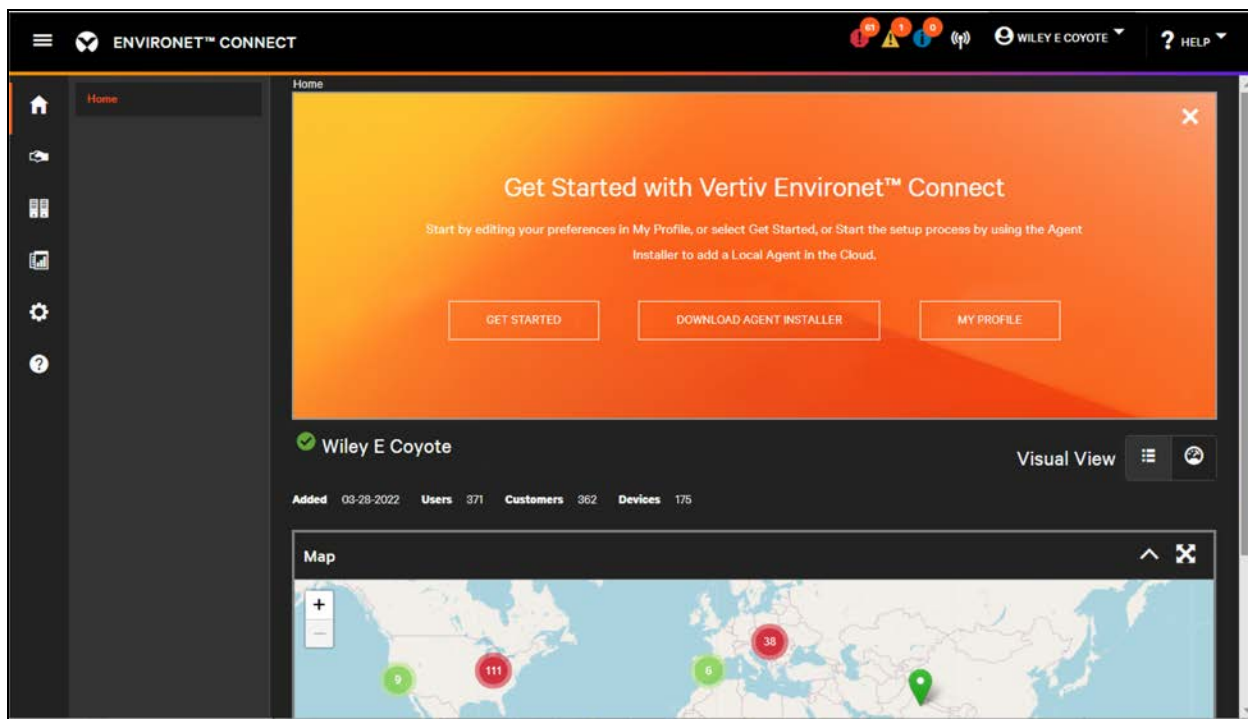 ENVIRONET™ CONNECT
61
1
0
WILEY E COYOTE
? HELP
Home
Home
Get Started with Vertiv Environet™ Connect
Start by editing your preferences in My Profile, or select Get Started, or Start the setup process by using the Agent
Installer to add a Local Agent in the Cloud.
GET STARTED
DOWNLOAD AGENT INSTALLER
MY PROFILE
Wiley E Coyote
Visual View
Added 03-28-2022 Users 371 Customers 362 Devices 175
Map
+
−
38
111
6
9